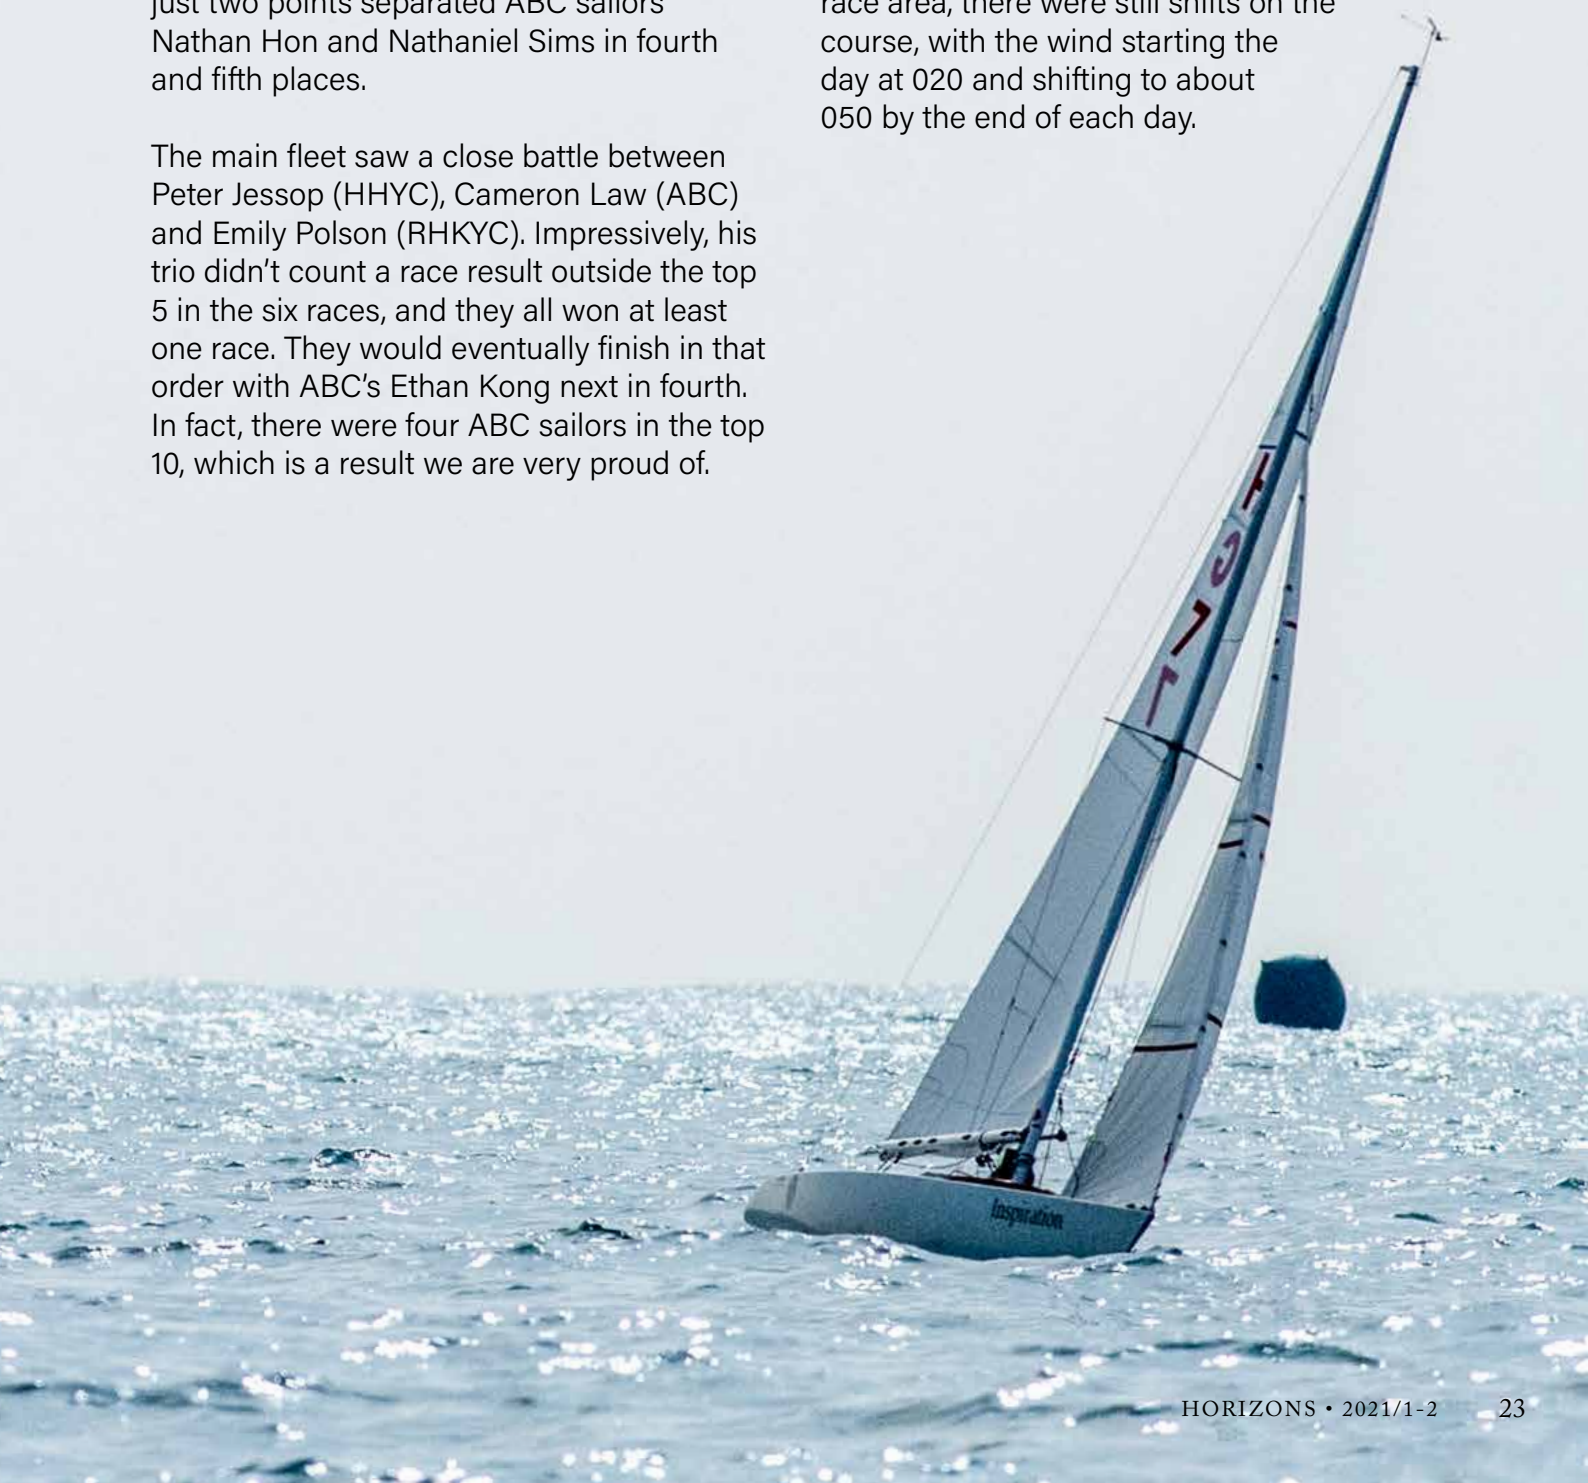 just two points separated ABC sailors
Nathan Hon and Nathaniel Sims in fourth
and fifth places.
The main fleet saw a close battle between
Peter Jessop (HHYC), Cameron Law (ABC)
and Emily Polson (RHKYC). Impressively, his
trio didn't count a race result outside the top
5 in the six races, and they all won at least
one race. They would eventually finish in that
order with ABC's Ethan Kong next in fourth.
In fact, there were four ABC sailors in the top
10, which is a result we are very proud of.
race area, there were still shifts on the
course, with the wind starting the
day at 020 and shifting to about
050 by the end of each day.
Inspiration
HORIZONS • 2021/1-2 23